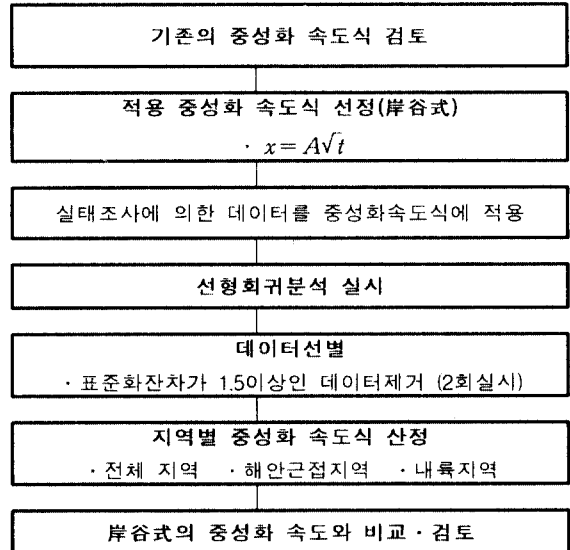 기존의 중성화 속도식 검토
적용 중성화 속도식 선정(岸谷式)
· x = A√t
실태조사에 의한 데이터를 중성화속도식에 적용
선형회귀분석 실시
데이터선별
· 표준화잔차가 1.5이상인 데이터제거 (2회실시)
지역별 중성화 속도식 산정
· 전체 지역 · 해안근접지역 · 내륙지역
岸谷式의 중성화 속도와 비교 · 검토